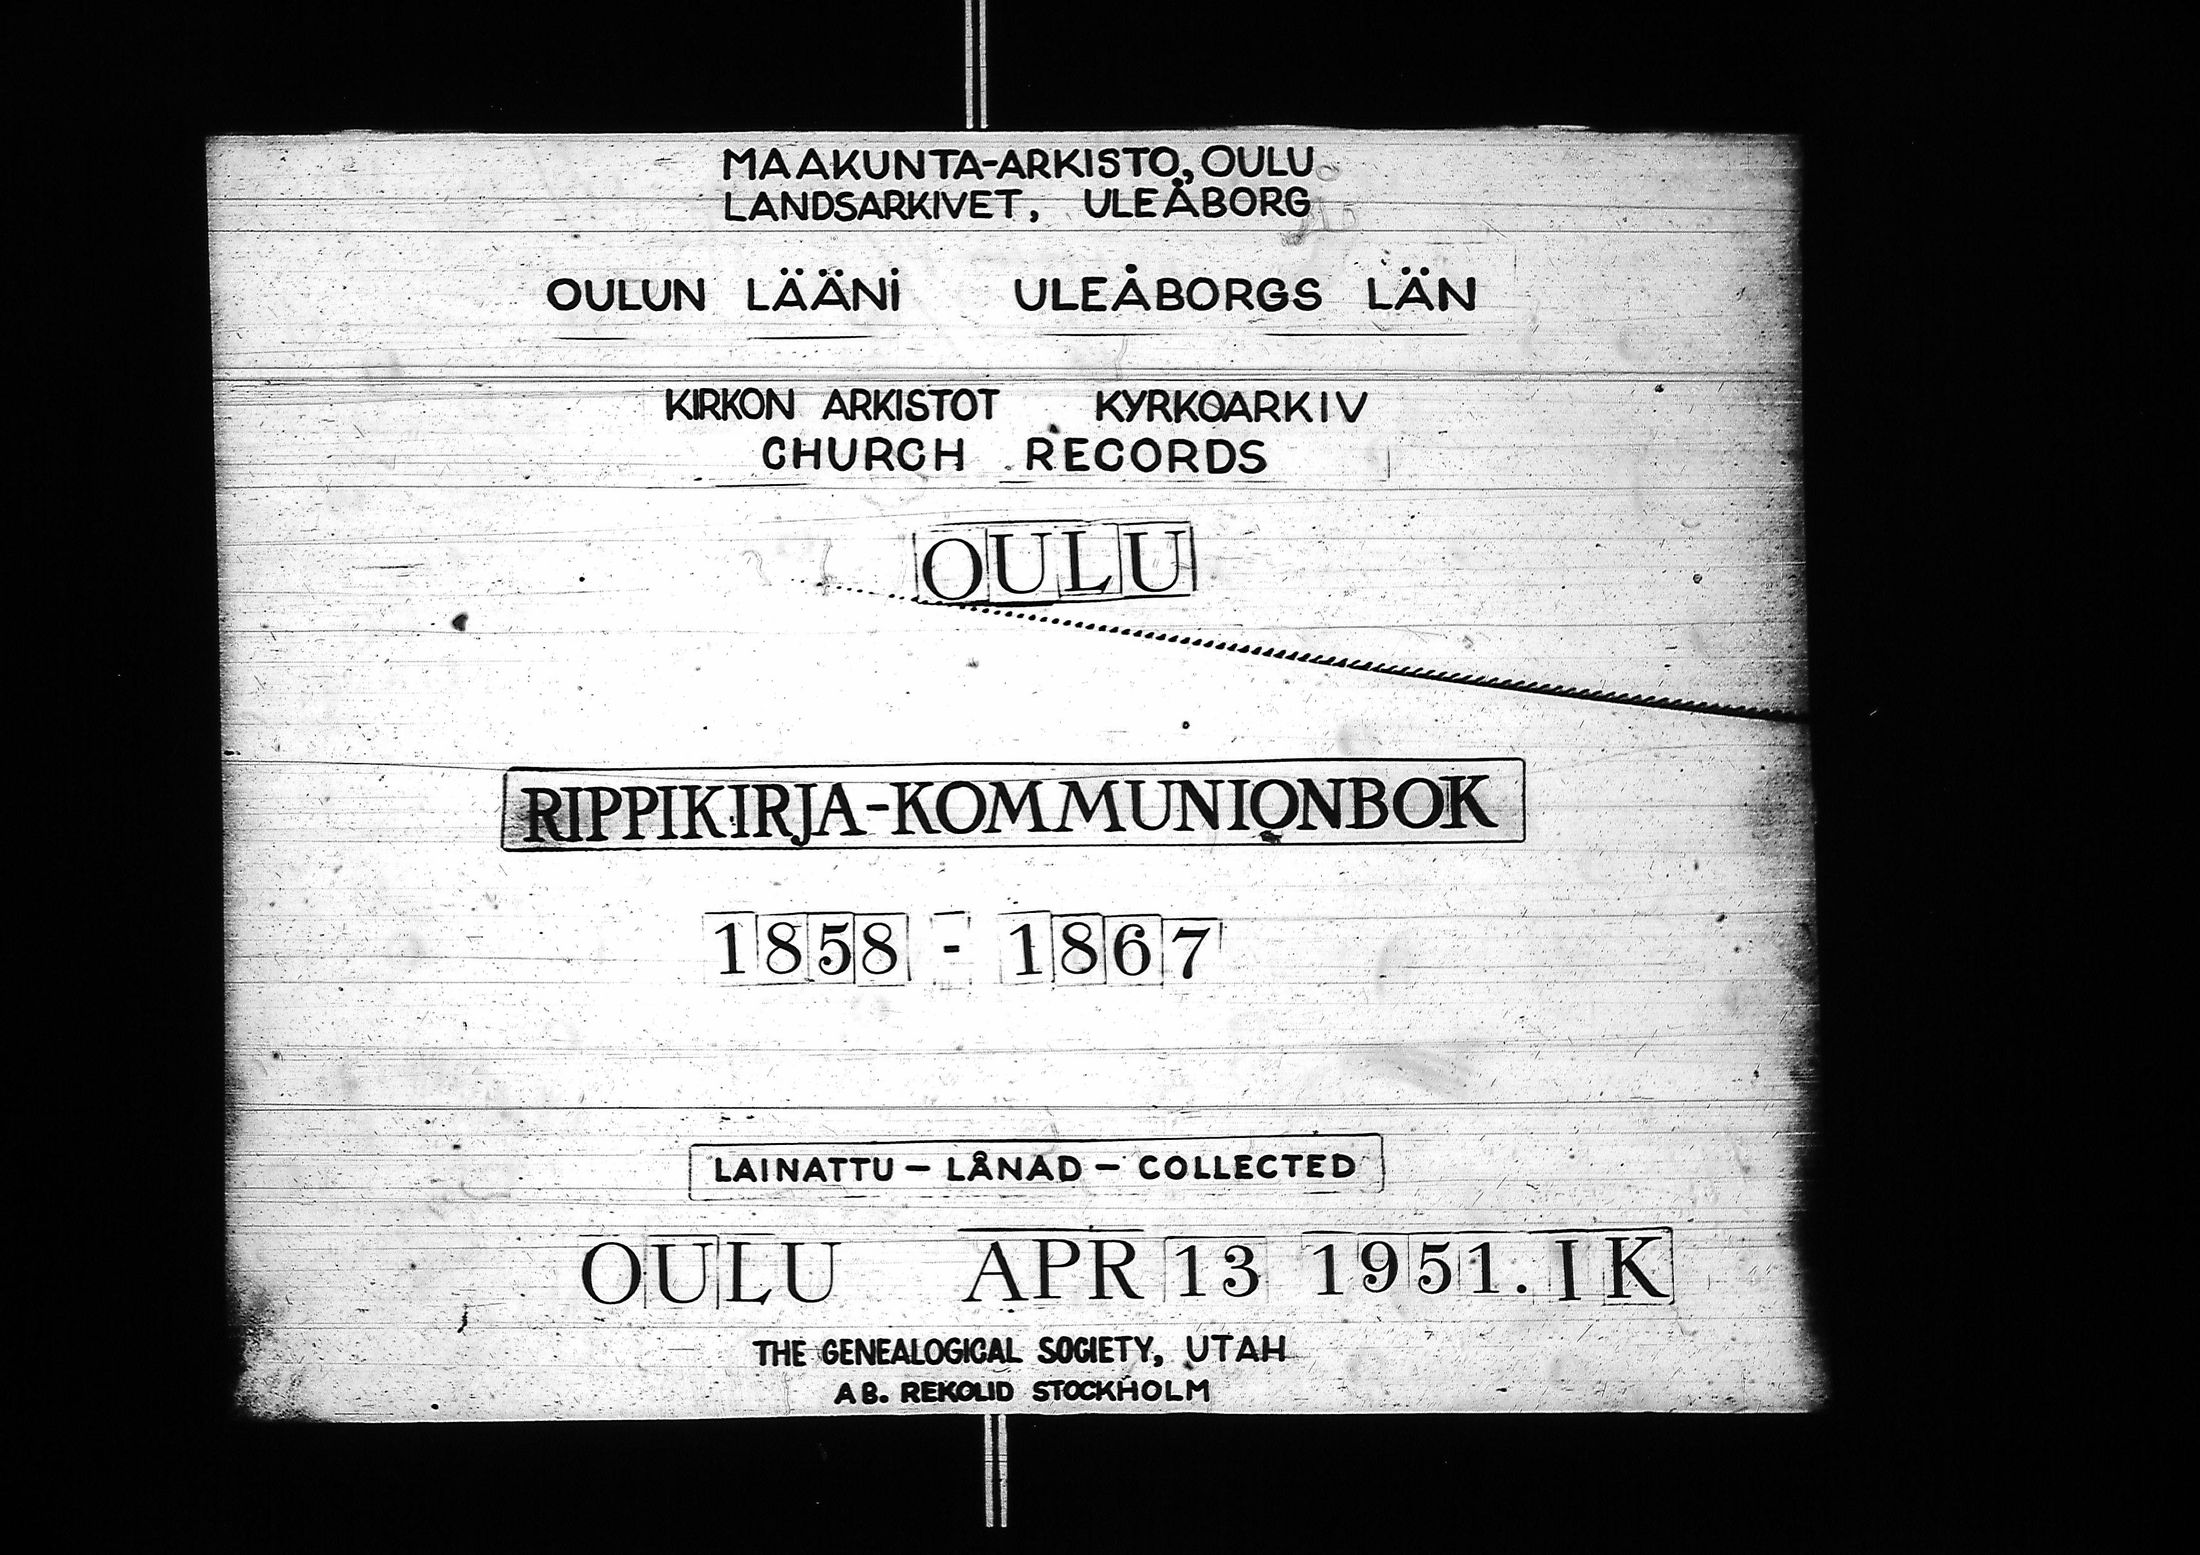 MAAKUNTA-ARKISTO, OULU
LANDSARKIVET, ULEÅBORG
OULUN LÄÄNI ULEÅBORGS LÄN
KIRKON ARKISTOT KYRKOARKIV
CHURCH RECORDS
OULU
RIPPIKIRJA-KOMMUNIONBOK
1858 - 1867
LAINATTU - LÅNAD - COLLECTED
OULU APR 13 1951. I K
THE GENEALOGICAL SOCIETY, UTAH
AB. REKOLID STOCKHOLM